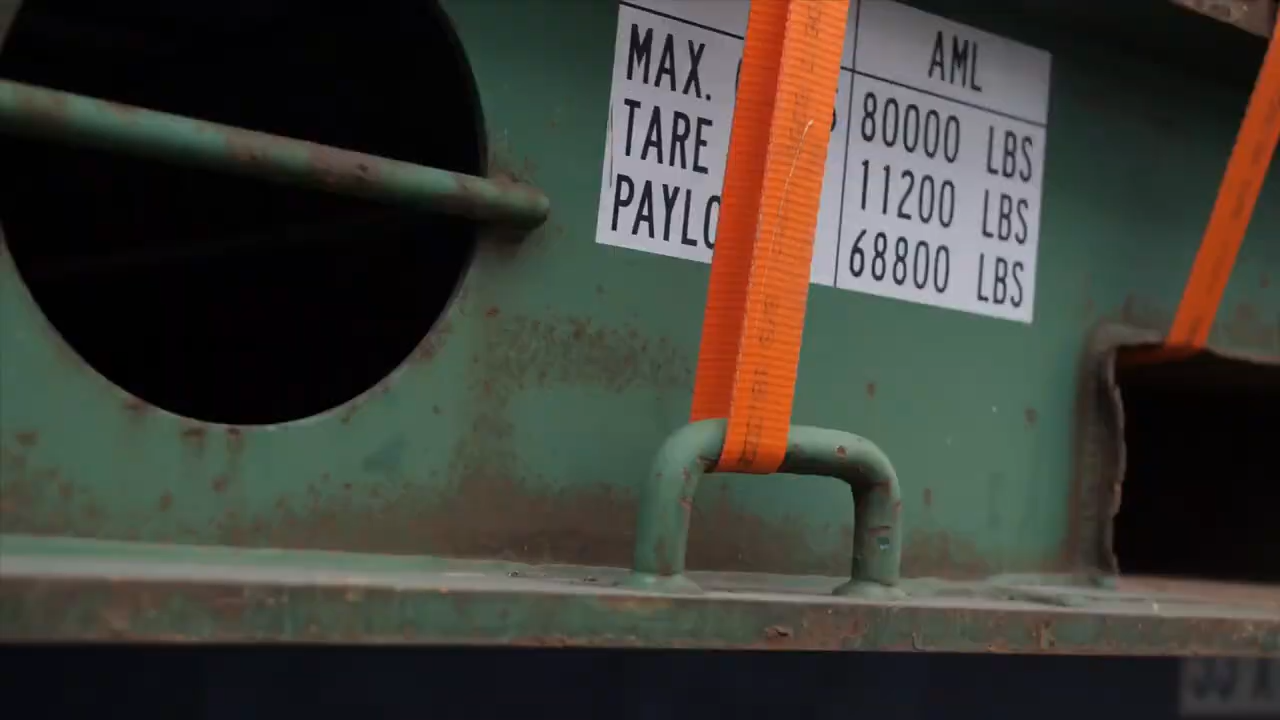 AML
MAX. 80000 LBS
TARE 11200 LBS
PAYLO 68800 LBS